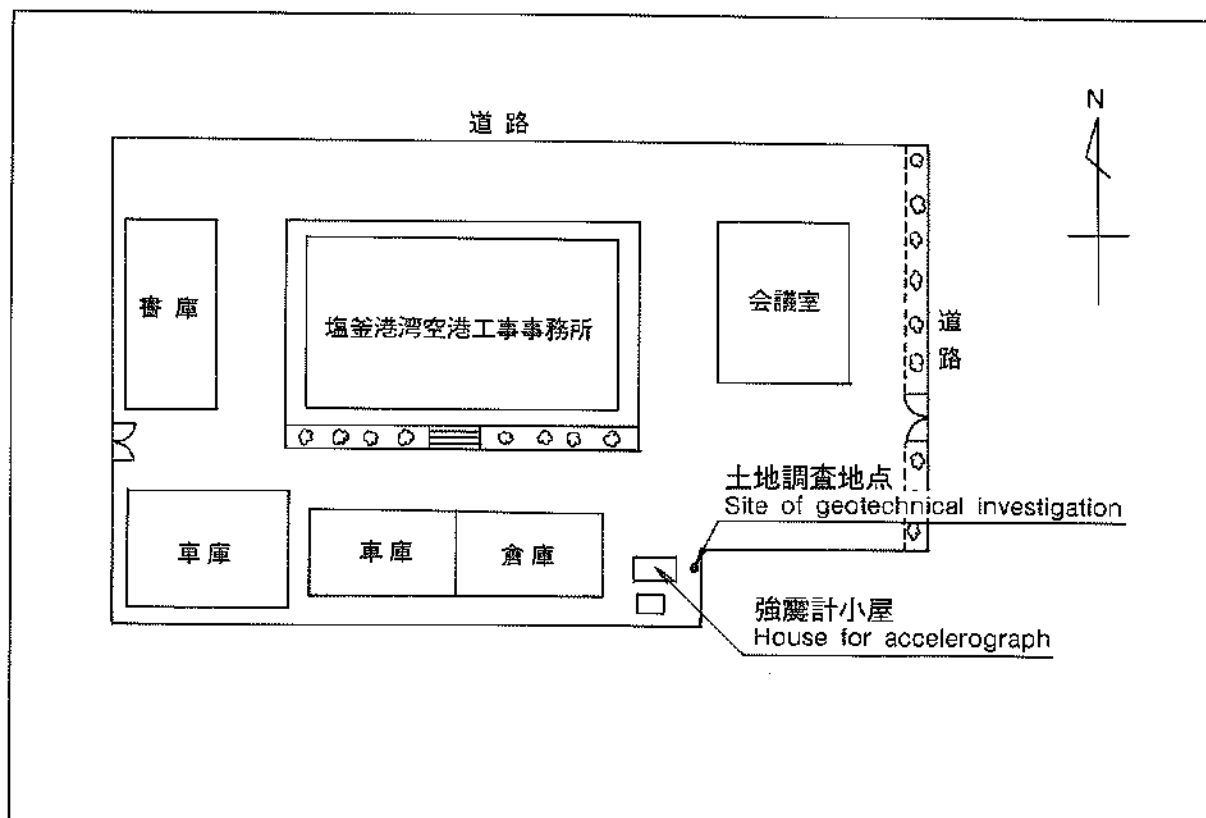 道路
N
書庫
塩釜港湾空港工事事務所
会議室
道路
土地調査地点
Site of geotechnical investigation
車庫
車庫
倉庫
強震計小屋
House for accelerograph